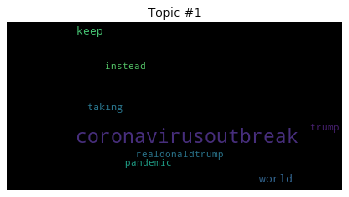 Topic #1
keep
instead
taking
trump
coronavirusoutbreak
realdonaldtrump
pandemic
world